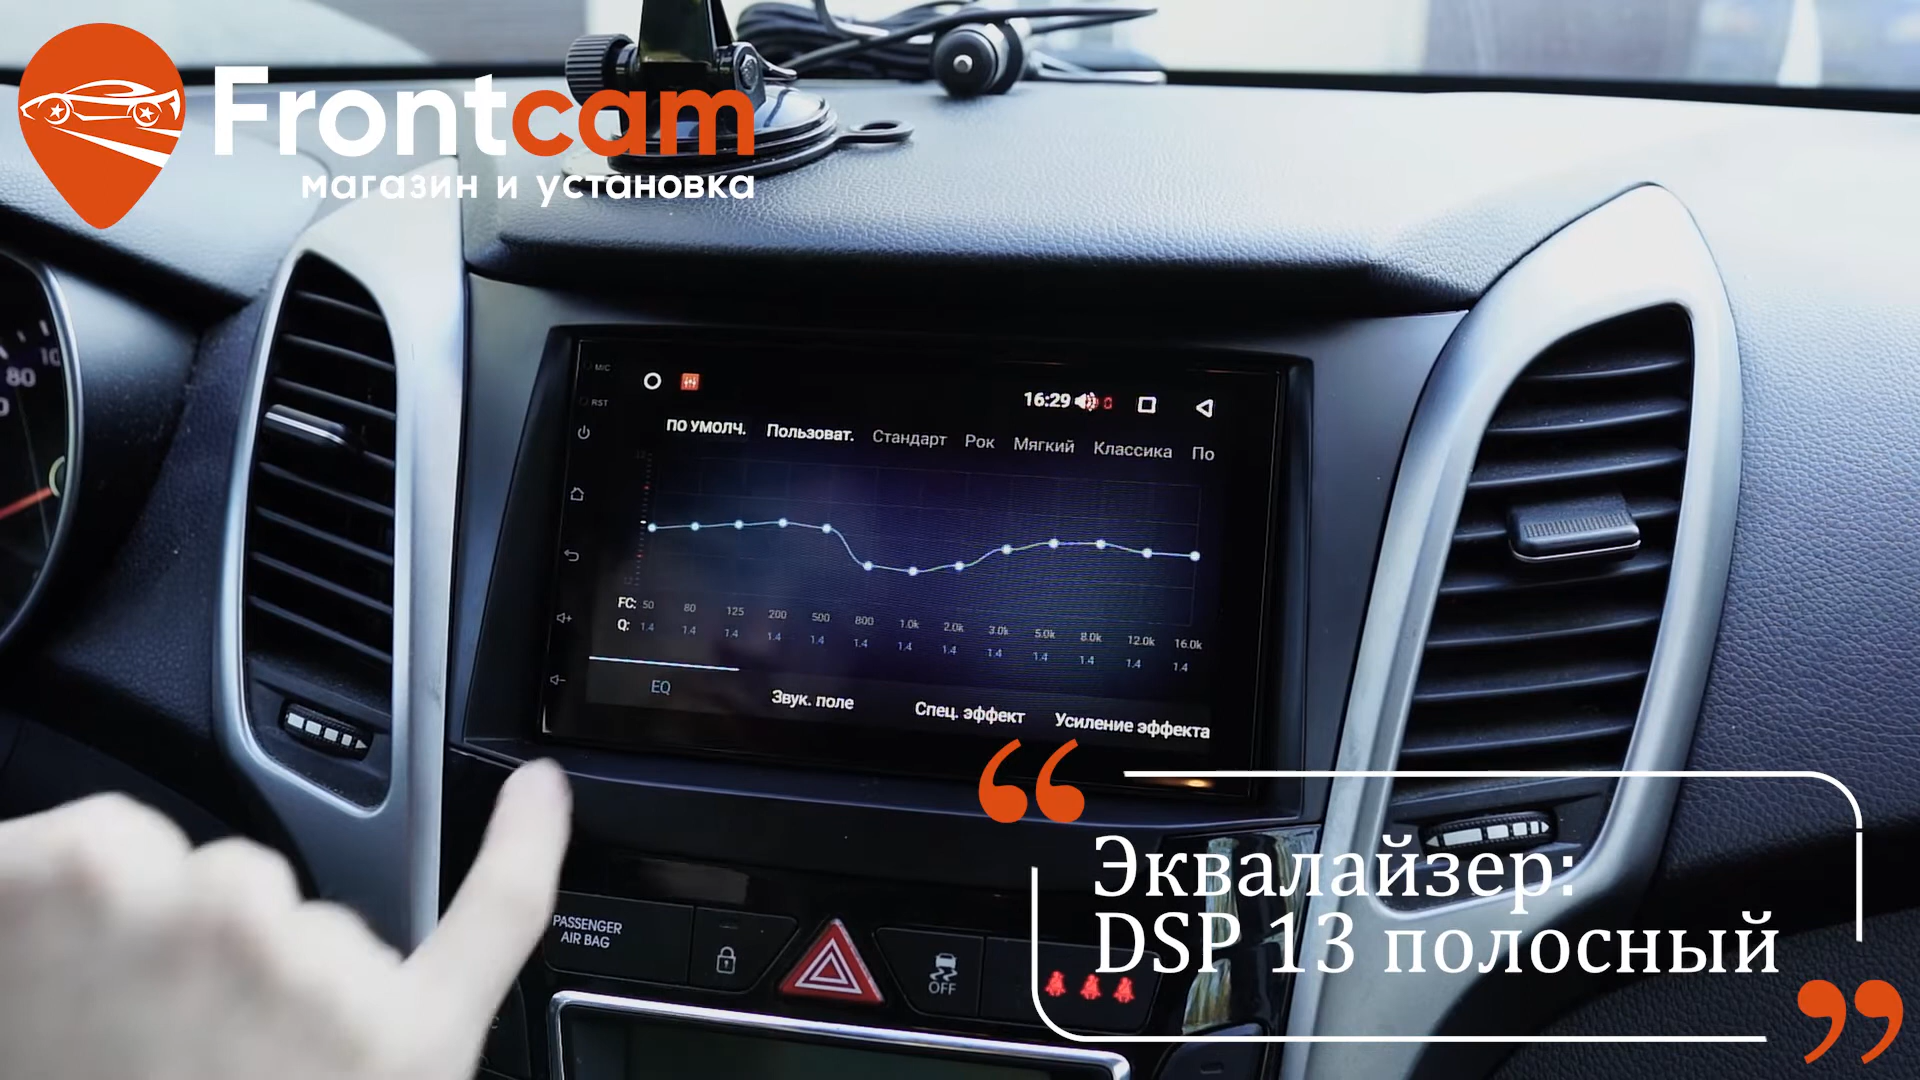 Frontcam
магазин и установка
80
MIC
RST
16:29
ПО УМОЛЧ. Пользоват. Стандарт Рок Мягкий Классика По
FC: 50 80 125 200 500 800 1.0k 2.0k 3.0k 5.0k 8.0k 12.0k 16.0k
Q: 1.4 1.4 1.4 1.4 1.4 1.4 1.4 1.4 1.4 1.4 1.4 1.4 1.4
EQ Звук. поле Спец. эффект Усиление эффекта
“
Эквалайзер:
DSP 13 полосный
”
PASSENGER
AIR BAG
OFF